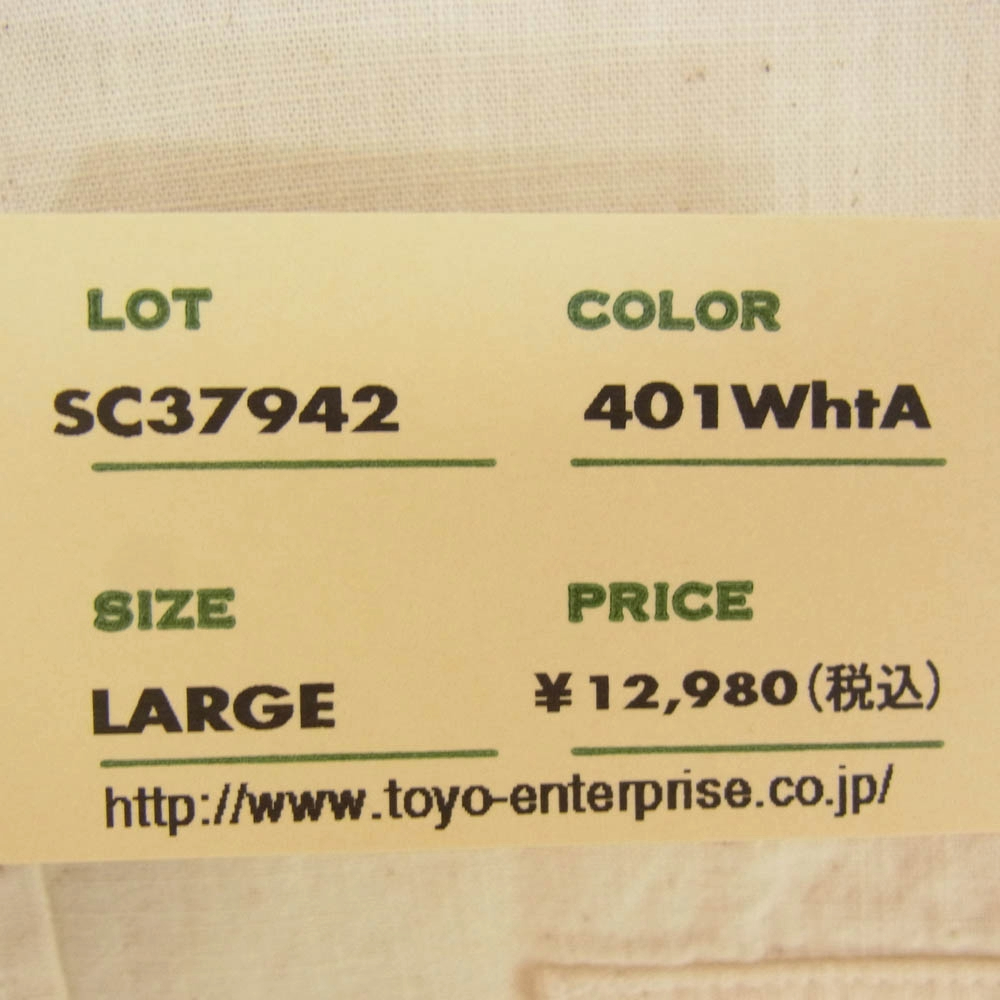 LOT COLOR
SC37942 401WhtA
SIZE PRICE
LARGE ¥12,980(税込)
http://www.toyo-enterprise.co.jp/